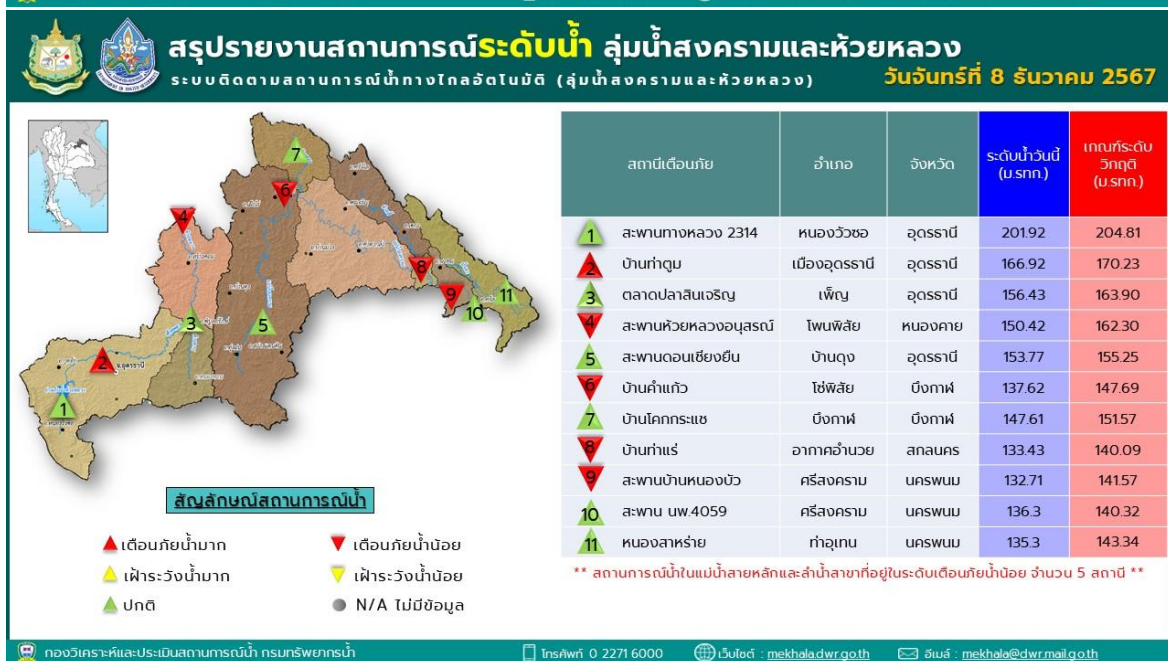 สรุปรายงานสถานการณ์ระดับน้ำ ลุ่มน้ำสงครามและห้วยหลวง
ระบบติดตามสถานการณ์น้ำทางไกลอัตโนมัติ (ลุ่มน้ำสงครามและห้วยหลวง)
วันจันทร์ที่ 8 ธันวาคม 2567
7
6
4
8
9
10
11
3
5
2
จ.อุดรธานี
1
สถานีเตือนภัย อำเภอ จังหวัด ระดับน้ำวันนี้ (ม.รทก.) เกณฑ์ระดับวิกฤติ (ม.รทก.)
1 สะพานทางหลวง 2314 หนองวัวซอ อุดรธานี 201.92 204.81
2 บ้านท่าตูม เมืองอุดรธานี อุดรธานี 166.92 170.23
3 ตลาดปลาสินเจริญ เพ็ญ อุดรธานี 156.43 163.90
4 สะพานห้วยหลวงอนุสรณ์ โพนพิสัย หนองคาย 150.42 162.30
5 สะพานดอนเชียงยืน บ้านดุง อุดรธานี 153.77 155.25
6 บ้านคำแก้ว โซ่พิสัย บึงกาฬ 137.62 147.69
7 บ้านโคกกระแซ บึงกาฬ บึงกาฬ 147.61 151.57
8 บ้านท่าแร่ อากาศอำนวย สกลนคร 133.43 140.09
9 สะพานบ้านหนองบัว ศรีสงคราม นครพนม 132.71 141.57
10 สะพาน นพ.4059 ศรีสงคราม นครพนม 136.3 140.32
11 หนองสาหร่าย ท่าอุเทน นครพนม 135.3 143.34
** สถานการณ์น้ำในแม่น้ำสายหลักและลำน้ำสาขาที่อยู่ในระดับเตือนภัยน้ำน้อย จำนวน 5 สถานี **
สัญลักษณ์สถานการณ์น้ำ
เตือนภัยน้ำมาก เตือนภัยน้ำน้อย
เฝ้าระวังน้ำมาก เฝ้าระวังน้ำน้อย
ปกติ N/A ไม่มีข้อมูล
กองวิเคราะห์และประเมินสถานการณ์น้ำ กรมทรัพยากรน้ำ โทรศัพท์ 0 2271 6000 เว็บไซต์ : mekhala.dwr.go.th อีเมล์ : mekhala@dwr.mail.go.th